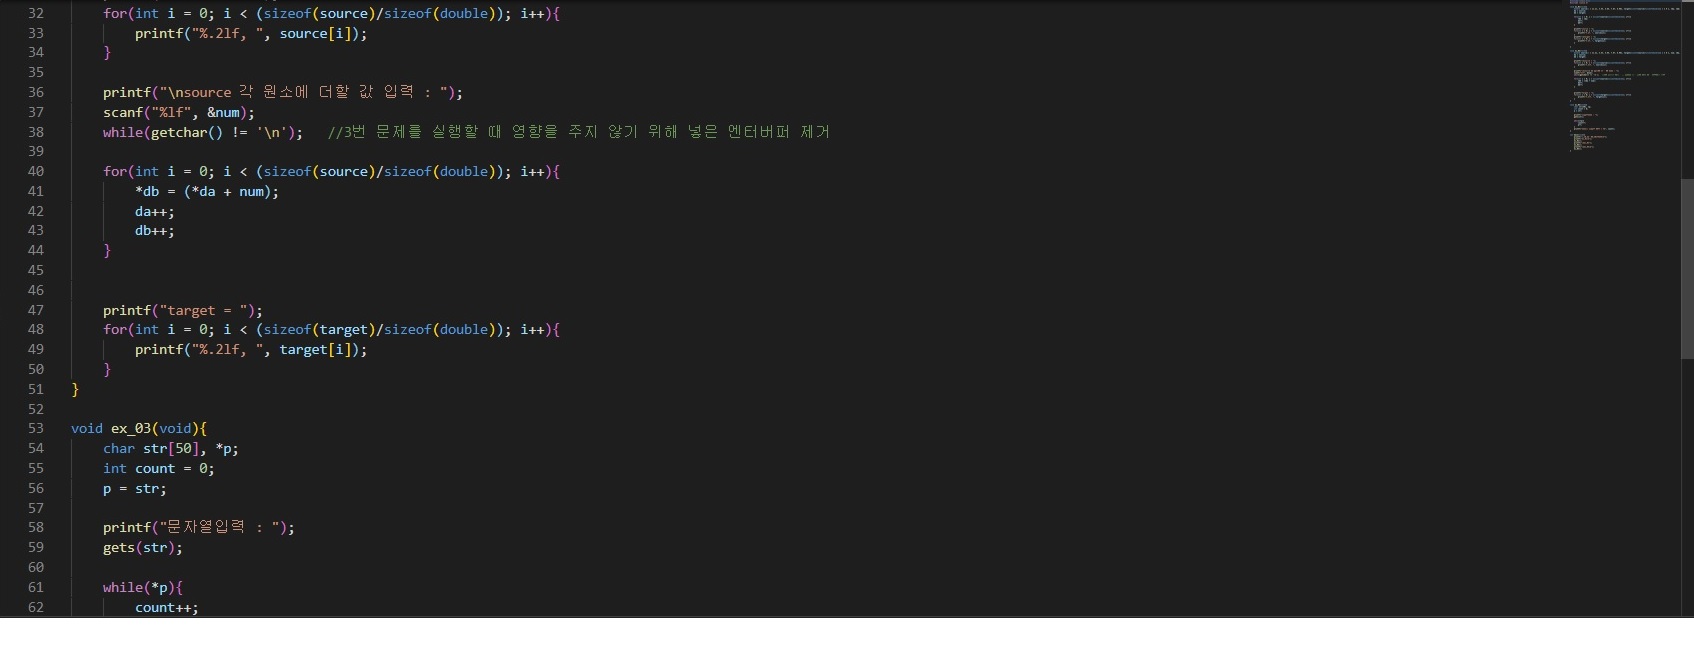 32 for(int i = 0; i < (sizeof(source)/sizeof(double)); i++){
33 printf("%.2lf, ", source[i]);
34 }
35
36 printf("\nsource 각 원소에 더할 값 입력 : ");
37 scanf("%lf", &num);
38 while(getchar() != '\n'); //3번 문제를 실행할 때 영향을 주지 않기 위해 넣은 엔터버퍼 제거
39
40 for(int i = 0; i < (sizeof(source)/sizeof(double)); i++){
41 *db = (*da + num);
42 da++;
43 db++;
44 }
45
46
47 printf("target = ");
48 for(int i = 0; i < (sizeof(target)/sizeof(double)); i++){
49 printf("%.2lf, ", target[i]);
50 }
51 }
52
53 void ex_03(void){
54 char str[50], *p;
55 int count = 0;
56 p = str;
57
58 printf("문자열입력 : ");
59 gets(str);
60
61 while(*p){
62 count++;